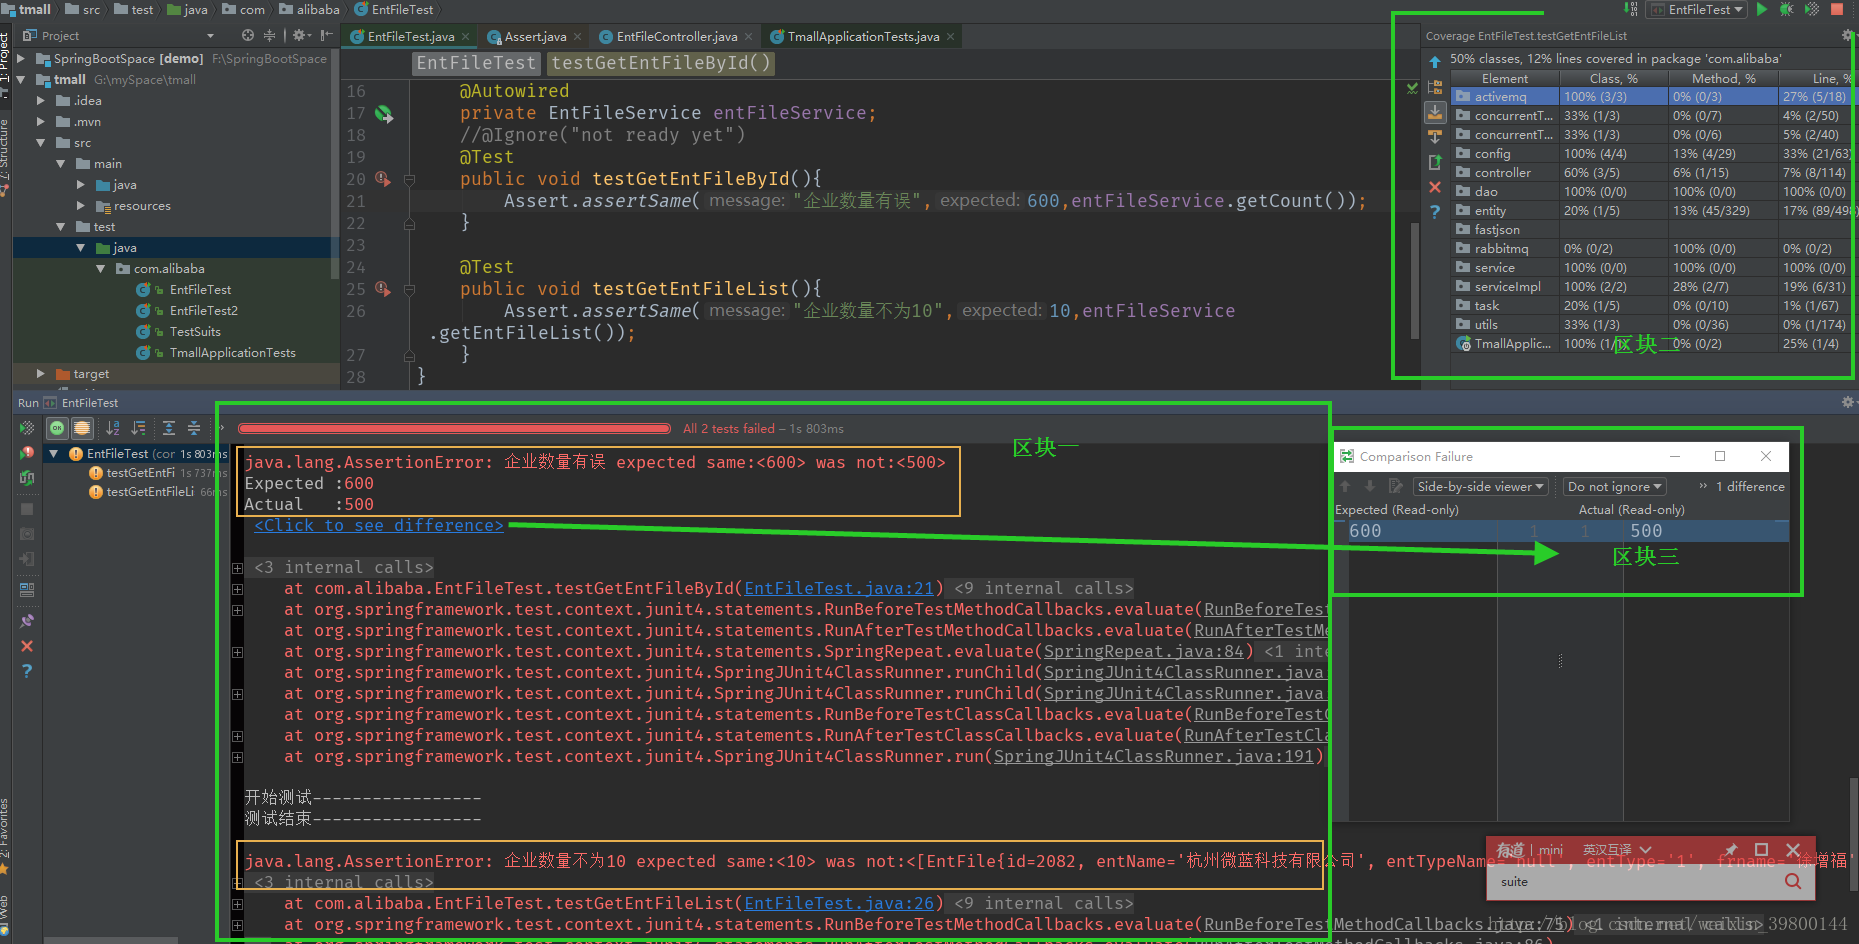 tmall src test java com alibaba EntFileTest
EntFileTest
Project
EntFileTest.java Assert.java EntFileController.java TmallApplicationTests.java
Coverage EntFileTest.testGetEntFileList
1: Project
7: Structure
2: Favorites
Web
SpringBootSpace [demo] F:\SpringBootSpace
tmall G:\mySpace\tmall
.idea
.mvn
src
main
java
resources
test
java
com.alibaba
EntFileTest
EntFileTest2
TestSuits
TmallApplicationTests
target
EntFileTest testGetEntFileById()
16 @Autowired
17 private EntFileService entFileService;
18 //@Ignore("not ready yet")
19 @Test
20 public void testGetEntFileById(){
21 Assert.assertSame( message: "企业数量有误", expected: 600,entFileService.getCount());
22 }
23
24 @Test
25 public void testGetEntFileList(){
26 Assert.assertSame( message: "企业数量不为10", expected: 10,entFileService
.getEntFileList());
27 }
28 }
50% classes, 12% lines covered in package 'com.alibaba'
Element Class, % Method, % Line, %
activemq 100% (3/3) 0% (0/3) 27% (5/18)
concurrentT... 33% (1/3) 0% (0/7) 4% (2/50)
concurrentT... 33% (1/3) 0% (0/6) 5% (2/40)
config 100% (4/4) 13% (4/29) 33% (21/63)
controller 60% (3/5) 6% (1/15) 7% (8/114)
dao 100% (0/0) 100% (0/0) 100% (0/0)
entity 20% (1/5) 13% (45/329) 17% (89/498
fastjson
rabbitmq 0% (0/2) 100% (0/0) 0% (0/2)
service 100% (0/0) 100% (0/0) 100% (0/0)
serviceImpl 100% (2/2) 28% (2/7) 19% (6/31)
task 20% (1/5) 0% (0/10) 1% (1/67)
utils 33% (1/3) 0% (0/36) 0% (1/174)
TmallApplic... 100% (1/1) 0% (0/2) 25% (1/4)
区块二
Run EntFileTest
All 2 tests failed – 1s 803ms
EntFileTest (cor 1s 803ms
testGetEntFi 1s 737ms
testGetEntFileLi 66ms
区块一
java.lang.AssertionError: 企业数量有误 expected same:<600> was not:<500>
Expected :600
Actual :500
<Click to see difference>
<3 internal calls>
at com.alibaba.EntFileTest.testGetEntFileById(EntFileTest.java:21) <9 internal calls>
at org.springframework.test.context.junit4.statements.RunBeforeTestMethodCallbacks.evaluate(RunBeforeTest
at org.springframework.test.context.junit4.statements.RunAfterTestMethodCallbacks.evaluate(RunAfterTestMe
at org.springframework.test.context.junit4.statements.SpringRepeat.evaluate(SpringRepeat.java:84) <1 inte
at org.springframework.test.context.junit4.SpringJUnit4ClassRunner.runChild(SpringJUnit4ClassRunner.java
at org.springframework.test.context.junit4.SpringJUnit4ClassRunner.runChild(SpringJUnit4ClassRunner.java
at org.springframework.test.context.junit4.statements.RunBeforeTestClassCallbacks.evaluate(RunBeforeTestC
at org.springframework.test.context.junit4.statements.RunAfterTestClassCallbacks.evaluate(RunAfterTestCla
at org.springframework.test.context.junit4.SpringJUnit4ClassRunner.run(SpringJUnit4ClassRunner.java:191)
开始测试-----------------
测试结束-----------------
java.lang.AssertionError: 企业数量不为10 expected same:<10> was not:<[EntFile{id=2082, entName='杭州微蓝科技有限公司', entTypeName='null', entType='1', frname='徐增福'
<3 internal calls>
at com.alibaba.EntFileTest.testGetEntFileList(EntFileTest.java:26) <9 internal calls>
at org.springframework.test.context.junit4.statements.RunBeforeTestMethodCallbacks.evaluate(RunBeforeTestMethodCallbacks.java:75) <1 internal calls>
Comparison Failure
Side-by-side viewer Do not ignore » 1 difference
Expected (Read-only) Actual (Read-only)
600 1 1 500
区块三
有道 | .mini 英汉互译
suite